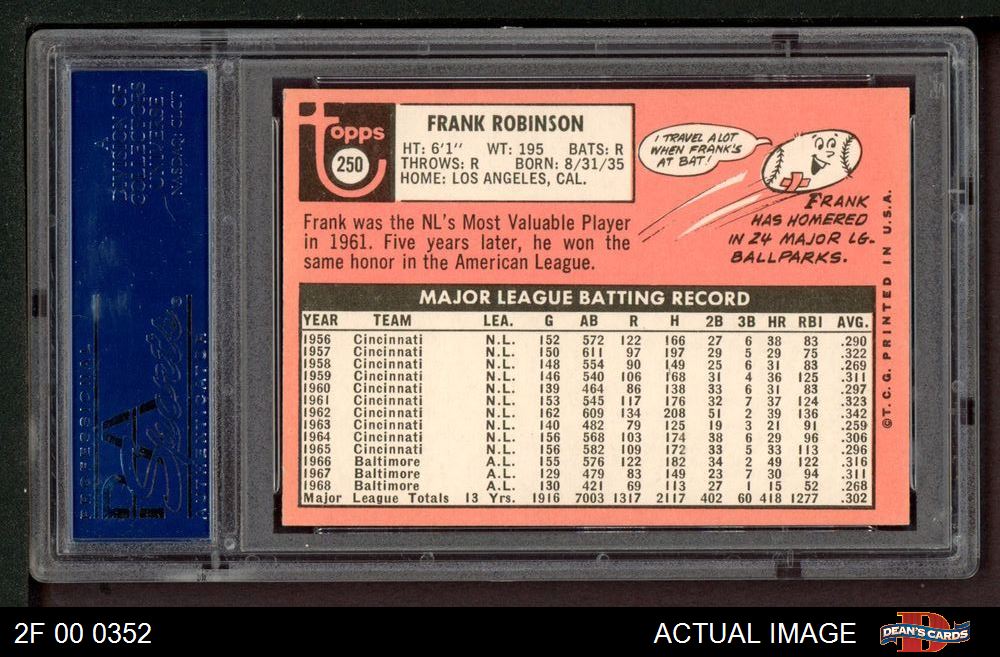 A
DIVISION OF
COLLECTORS
UNIVERSE
NASDAQ: CLCT
PROFESSIONAL
PSA
Sports
AUTHENTICATOR
topps
250
FRANK ROBINSON
HT: 6'1" WT: 195 BATS: R
THROWS: R BORN: 8/31/35
HOME: LOS ANGELES, CAL.
Frank was the NL's Most Valuable Player
in 1961. Five years later, he won the
same honor in the American League.
I TRAVEL A LOT
WHEN FRANK'S
AT BAT!
FRANK
HAS HOMERED
IN 24 MAJOR LG.
BALLPARKS.
MAJOR LEAGUE BATTING RECORD
YEAR TEAM LEA. G AB R H 2B 3B HR RBI AVG.
1956 Cincinnati N.L. 152 572 122 166 27 6 38 83 .290
1957 Cincinnati N.L. 150 611 97 197 29 5 29 75 .322
1958 Cincinnati N.L. 148 554 90 149 25 6 31 83 .269
1959 Cincinnati N.L. 146 540 106 168 31 4 36 125 .311
1960 Cincinnati N.L. 139 464 86 138 33 6 31 83 .297
1961 Cincinnati N.L. 153 545 117 176 32 7 37 124 .323
1962 Cincinnati N.L. 162 609 134 208 51 2 39 136 .342
1963 Cincinnati N.L. 140 482 79 125 19 3 21 91 .259
1964 Cincinnati N.L. 156 568 103 174 38 6 29 96 .306
1965 Cincinnati N.L. 156 582 109 172 33 5 33 113 .296
1966 Baltimore A.L. 155 576 122 182 34 2 49 122 .316
1967 Baltimore A.L. 129 479 83 149 23 7 30 94 .311
1968 Baltimore A.L. 130 421 69 113 27 1 15 52 .268
Major League Totals 13 Yrs. 1916 7003 1317 2117 402 60 418 1277 .302
©T.C.G. PRINTED IN U.S.A.
2F 00 0352
ACTUAL IMAGE
D
DEAN'S CARDS